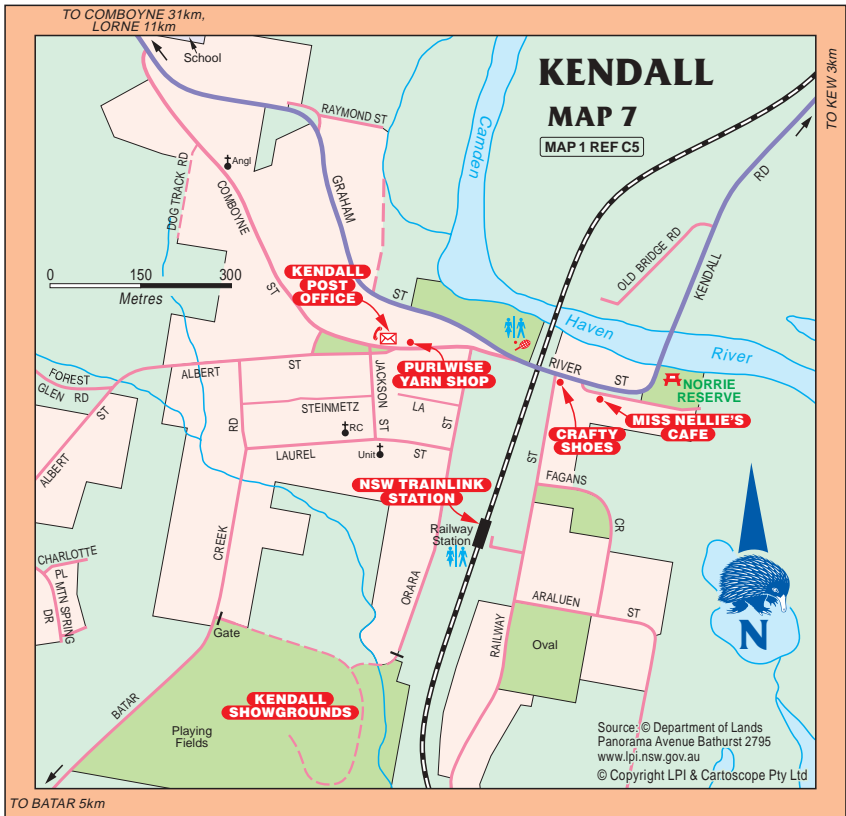 TO COMBOYNE 31km,
LORNE 11km
School
KENDALL
MAP 7
MAP 1 REF C5
TO KEW 3km
RAYMOND ST
Camden
Angl
DOG TRACK RD
COMBOYNE
ST
GRAHAM
ST
RD
KENDALL
OLD BRIDGE RD
0 150 300
Metres
KENDALL
POST
OFFICE
Haven
River
PURLWISE
YARN SHOP
RIVER
ST
NORRIE
RESERVE
FOREST
GLEN RD
ALBERT
ST
ALBERT
ST
JACKSON
ST
STEINMETZ
LA
RD
RC
ST
CRAFTY
SHOES
MISS NELLIE'S
CAFE
LAUREL
Unit
ST
ST
FAGANS
CR
NSW TRAINLINK
STATION
Railway
Station
CREEK
CHARLOTTE
PL
MTN SPRING
DR
ORARA
ARALUEN
ST
RAILWAY
Oval
N
Gate
BATAR
KENDALL
SHOWGROUNDS
Playing
Fields
Source: © Department of Lands
Panorama Avenue Bathurst 2795
www.lpi.nsw.gov.au
© Copyright LPI & Cartoscope Pty Ltd
TO BATAR 5km